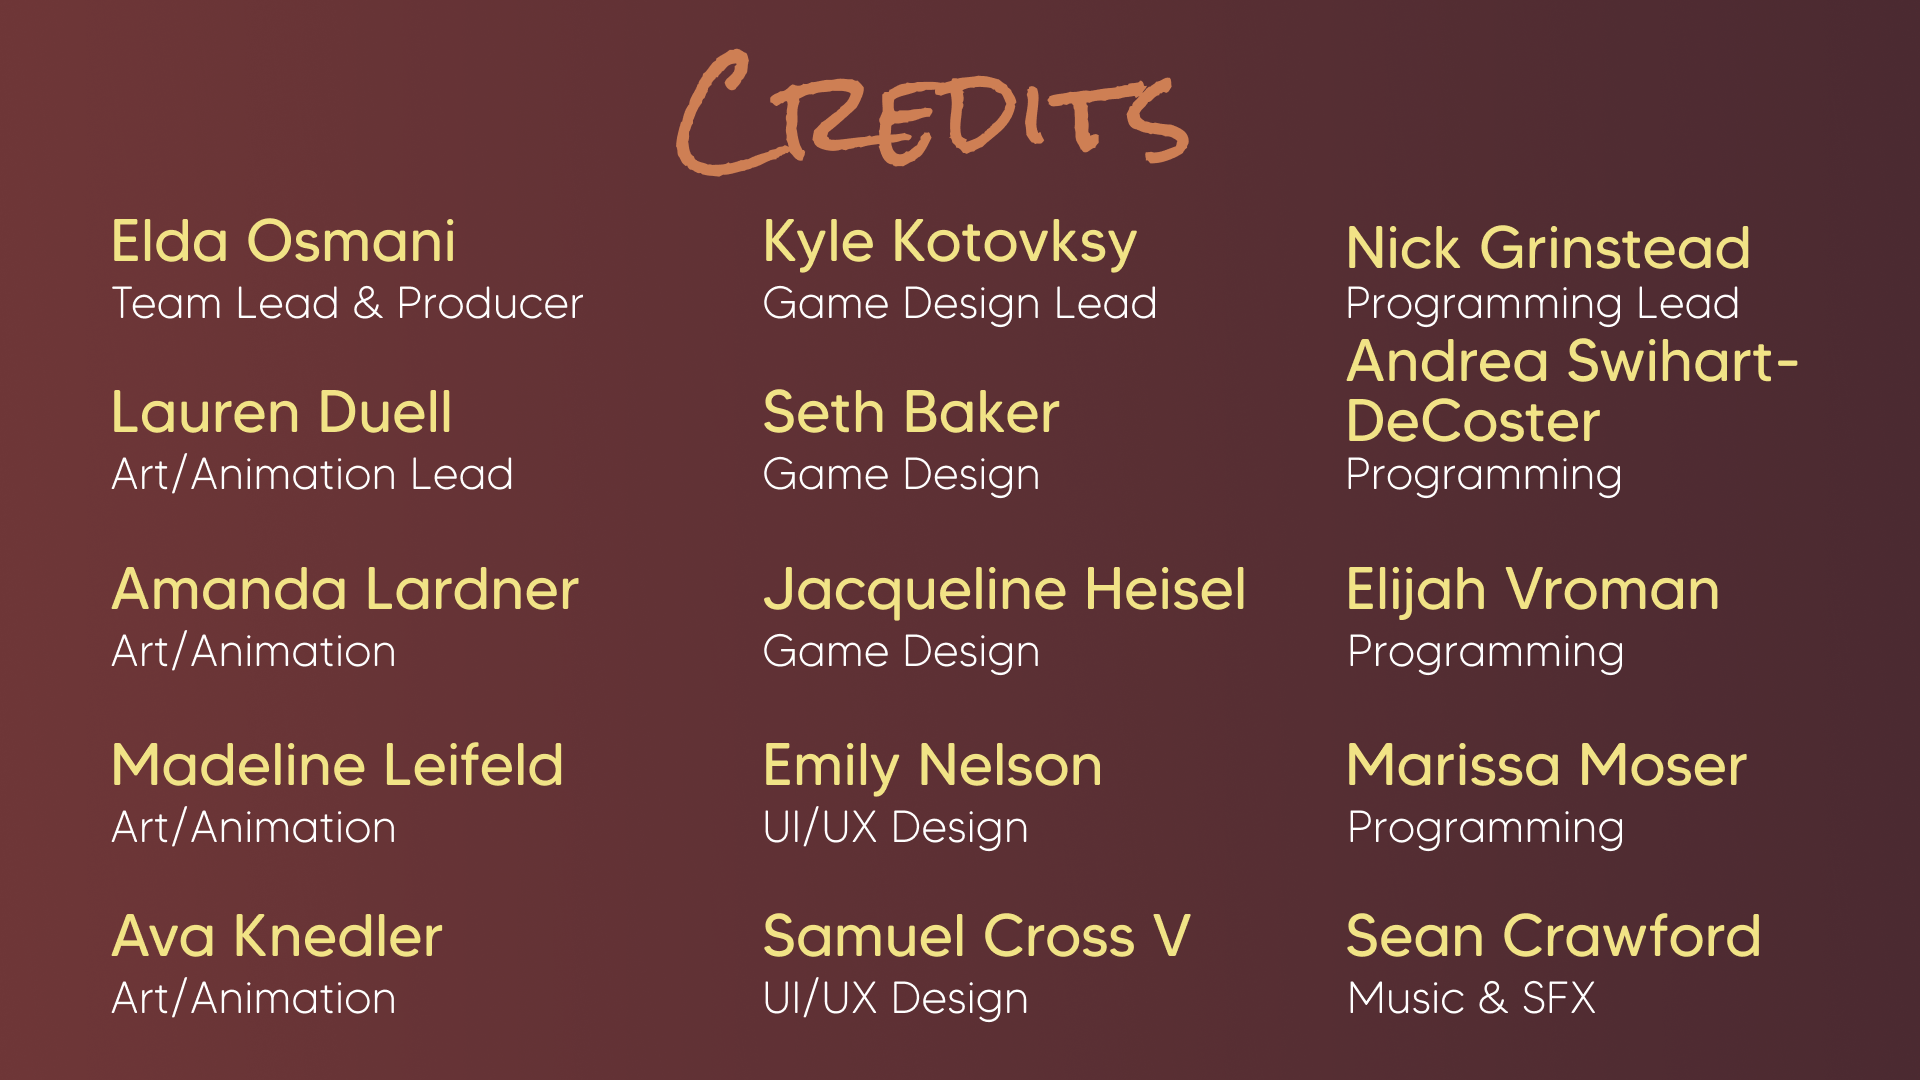 Credits
Elda Osmani
Team Lead & Producer
Lauren Duell
Art/Animation Lead
Amanda Lardner
Art/Animation
Madeline Leifeld
Art/Animation
Ava Knedler
Art/Animation
Kyle Kotovksy
Game Design Lead
Seth Baker
Game Design
Jacqueline Heisel
Game Design
Emily Nelson
UI/UX Design
Samuel Cross V
UI/UX Design
Nick Grinstead
Programming Lead
Andrea Swihart-
DeCoster
Programming
Elijah Vroman
Programming
Marissa Moser
Programming
Sean Crawford
Music & SFX